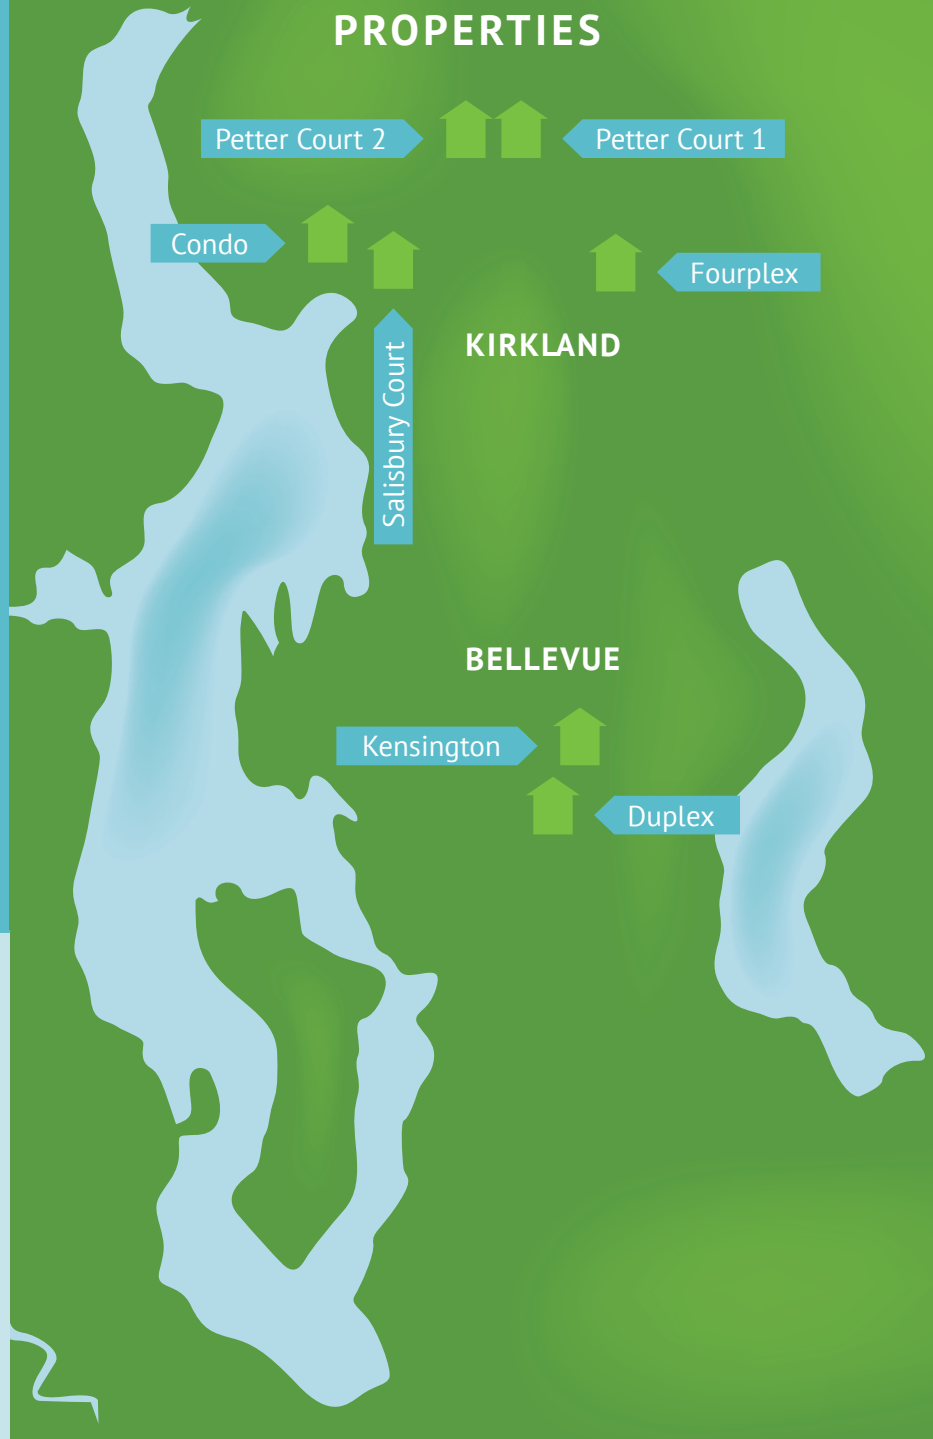 PROPERTIES
Petter Court 2
Petter Court 1
Condo
Fourplex
Salisbury Court
KIRKLAND
BELLEVUE
Kensington
Duplex